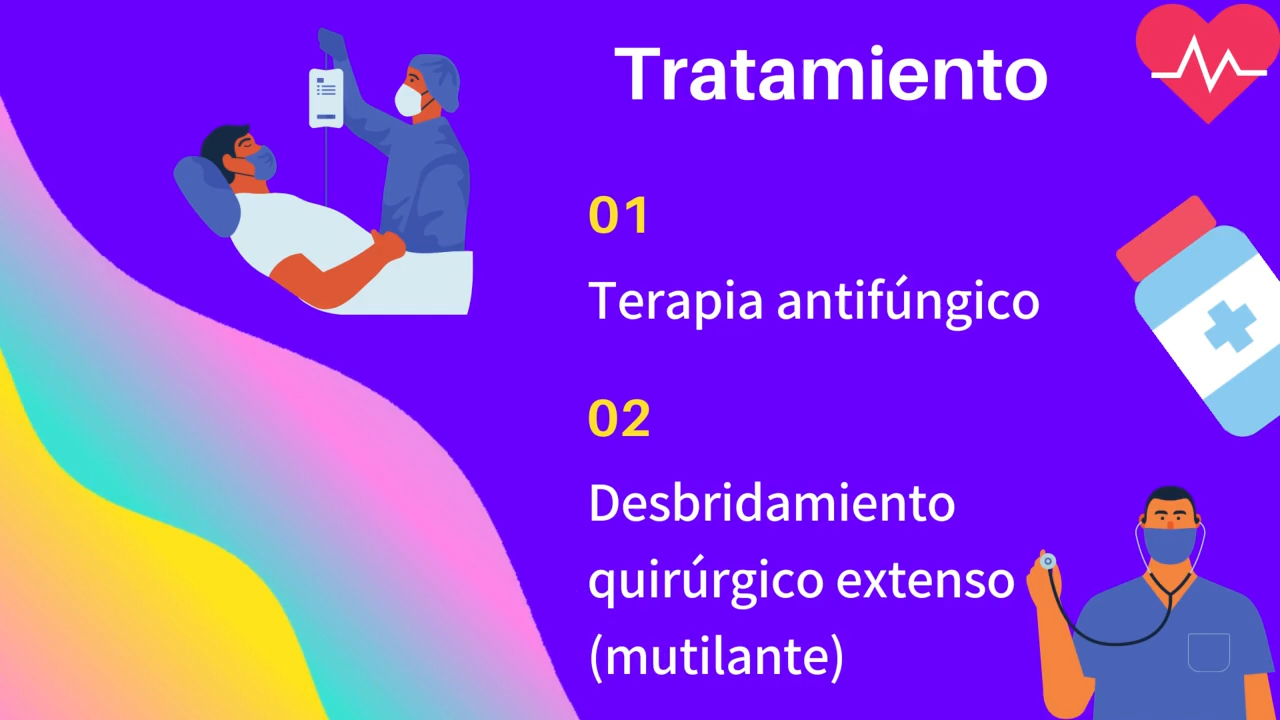 Tratamiento
01
Terapia antifúngico
02
Desbridamiento
quirúrgico extenso
(mutilante)